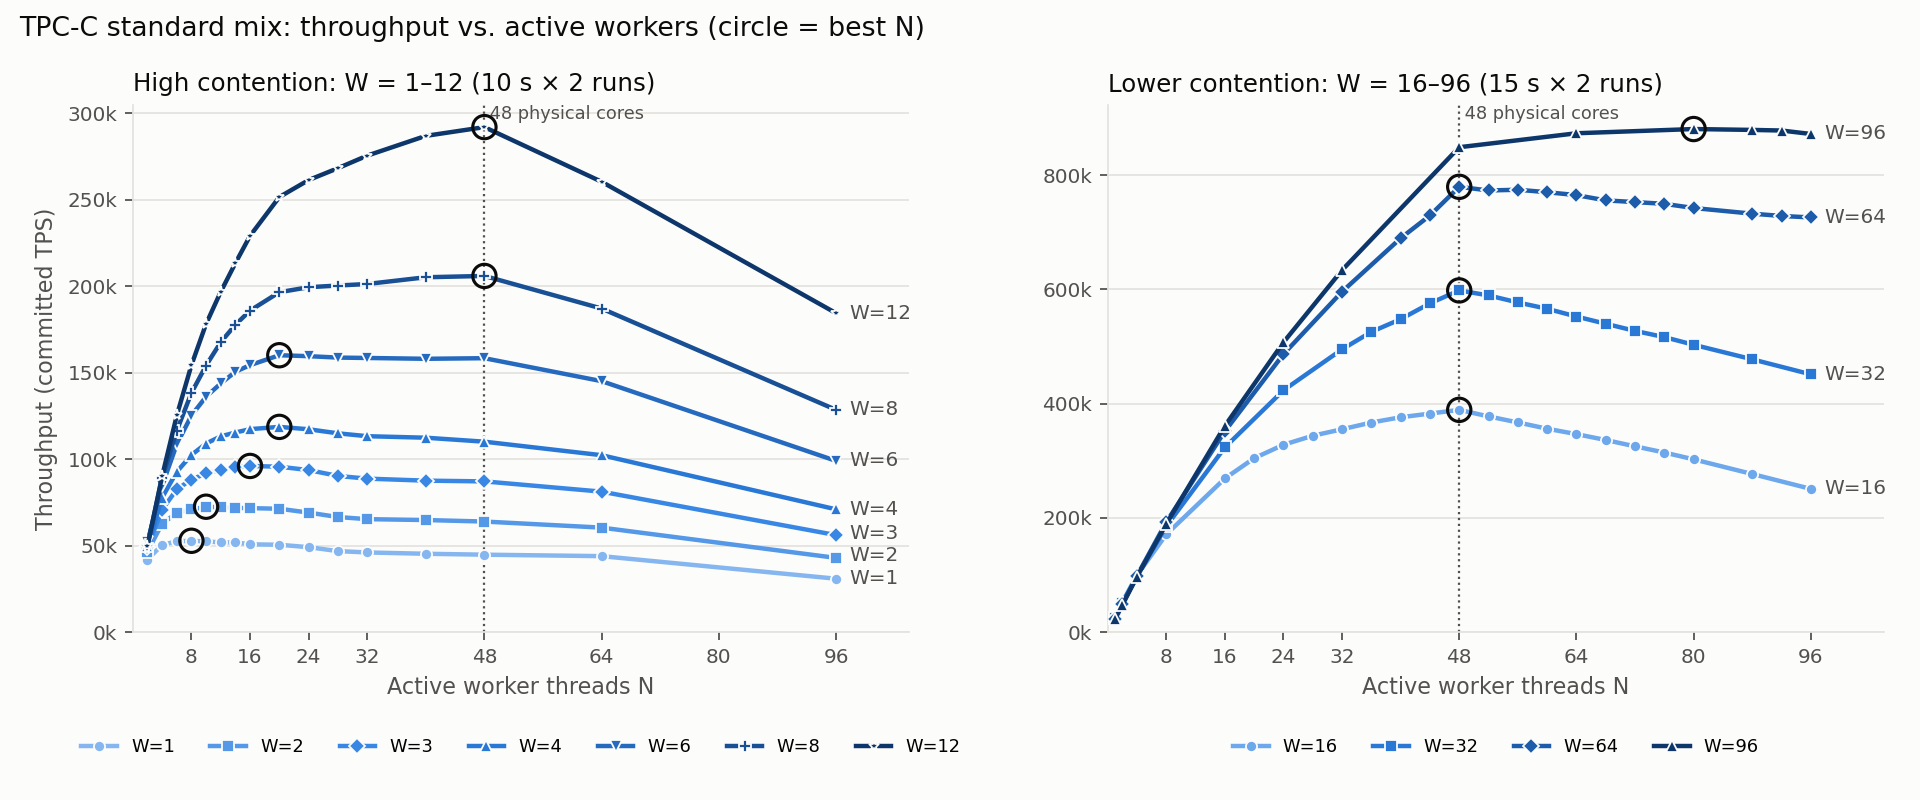 TPC-C standard mix: throughput vs. active workers (circle = best N)
High contention: W = 1–12 (10 s × 2 runs)
48 physical cores
300k
250k
200k
150k
100k
50k
0k
Throughput (committed TPS)
W=12
W=8
W=6
W=4
W=3
W=2
W=1
8 16 24 32 48 64 80 96
Active worker threads N
W=1 W=2 W=3 W=4 W=6 W=8 W=12
Lower contention: W = 16–96 (15 s × 2 runs)
48 physical cores
800k
600k
400k
200k
0k
W=96
W=64
W=32
W=16
8 16 24 32 48 64 80 96
Active worker threads N
W=16 W=32 W=64 W=96